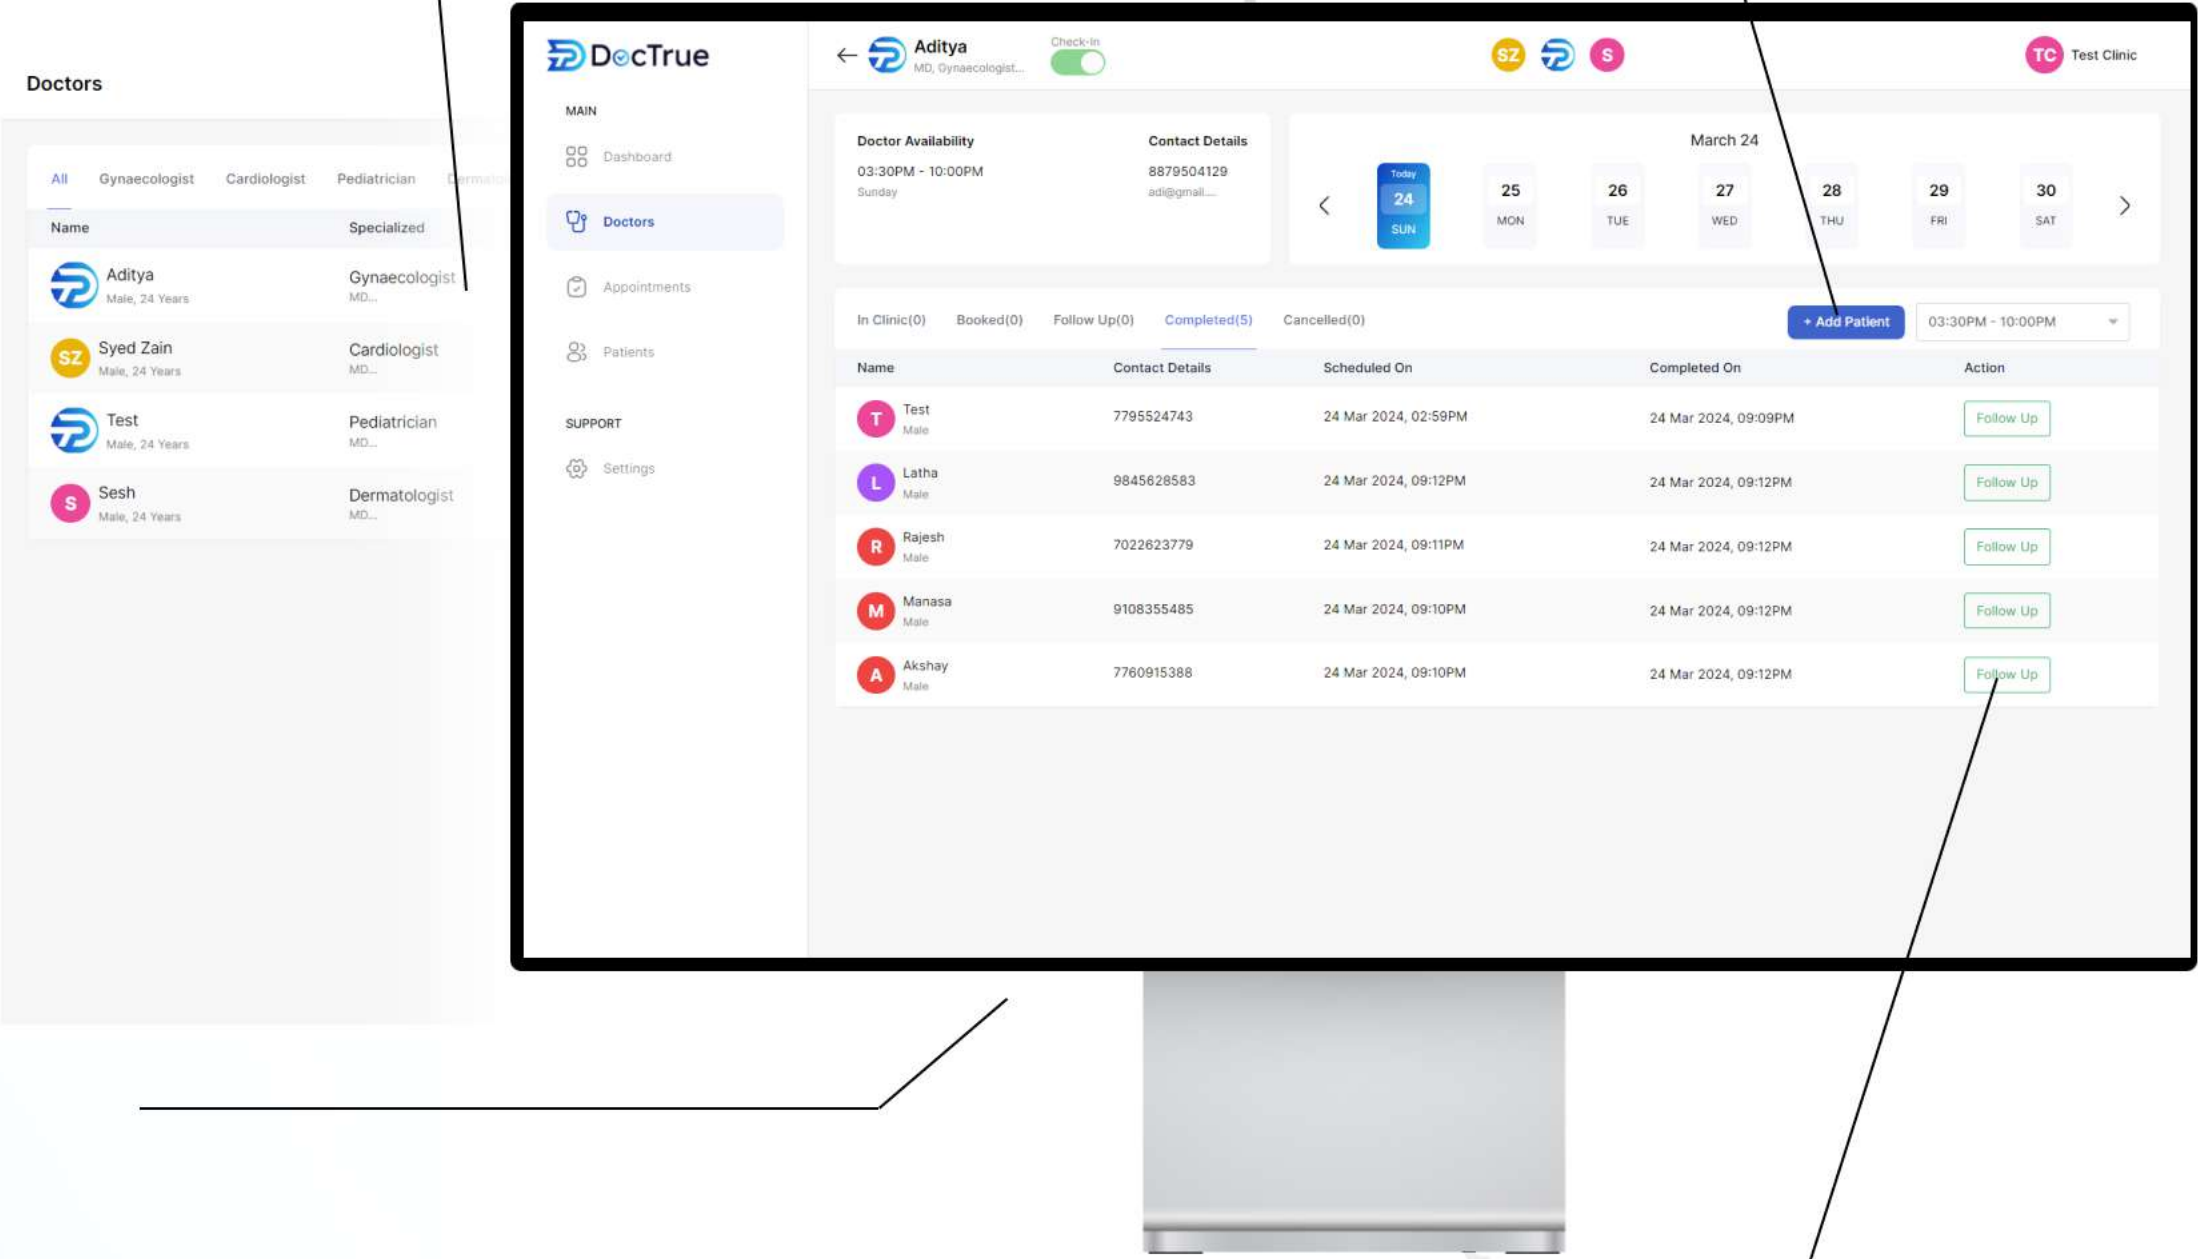 Doctors
All Gynaecologist Cardiologist Pediatrician
Name Specialized
Aditya Gynaecologist
Male, 24 Years MD...
SZ Syed Zain Cardiologist
Male, 24 Years MD...
Test Pediatrician
Male, 24 Years MD...
S Sesh Dermatologist
Male, 24 Years MD...
DocTrue
MAIN
Dashboard
Doctors
Appointments
Patients
SUPPORT
Settings
Aditya
MD, Gynaecologist...
Check-In
SZ S
TC Test Clinic
Doctor Availability Contact Details
03:30PM - 10:00PM 8879504129
Sunday adi@gmail....
March 24
Today
24 25 26 27 28 29 30
SUN MON TUE WED THU FRI SAT
In Clinic(0) Booked(0) Follow Up(0) Completed(5) Cancelled(0) + Add Patient 03:30PM - 10:00PM
Name Contact Details Scheduled On Completed On Action
T Test 7795524743 24 Mar 2024, 02:59PM 24 Mar 2024, 09:09PM Follow Up
Male
L Latha 9845628583 24 Mar 2024, 09:12PM 24 Mar 2024, 09:12PM Follow Up
Male
R Rajesh 7022623779 24 Mar 2024, 09:11PM 24 Mar 2024, 09:12PM Follow Up
Male
M Manasa 9108355485 24 Mar 2024, 09:10PM 24 Mar 2024, 09:12PM Follow Up
Male
A Akshay 7760915388 24 Mar 2024, 09:10PM 24 Mar 2024, 09:12PM Follow Up
Male